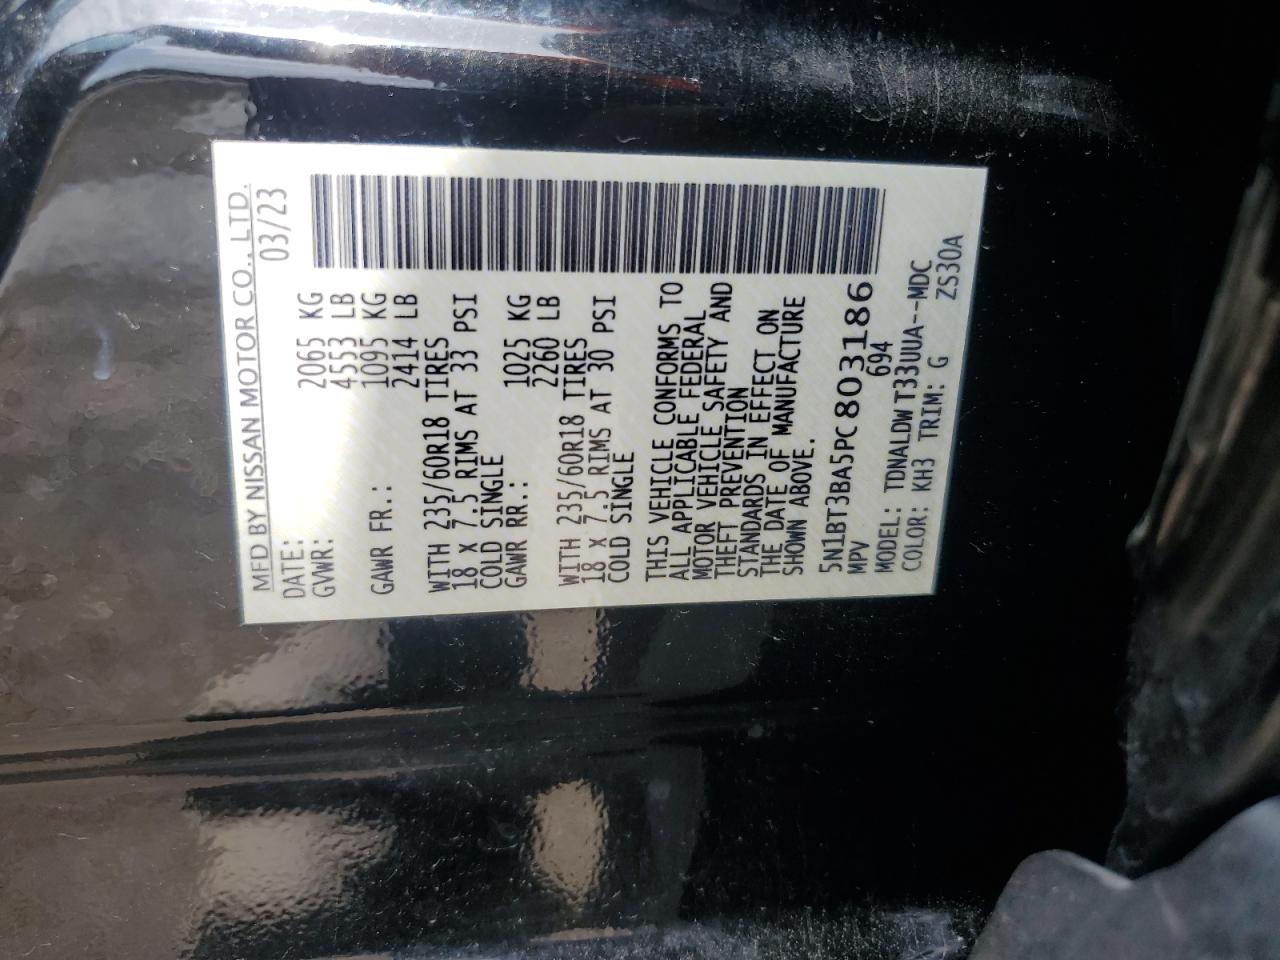 MFD BY NISSAN MOTOR CO., LTD.
DATE: 03/23
GVWR: 2065 KG
4553 LB
GAWR FR.: 1095 KG
2414 LB
WITH 235/60R18 TIRES
18 X 7.5 RIMS AT 33 PSI
COLD SINGLE
GAWR RR.: 1025 KG
2260 LB
WITH 235/60R18 TIRES
18 X 7.5 RIMS AT 30 PSI
COLD SINGLE
THIS VEHICLE CONFORMS TO
ALL APPLICABLE FEDERAL
MOTOR VEHICLE SAFETY AND
THEFT PREVENTION
STANDARDS IN EFFECT ON
THE DATE OF MANUFACTURE
SHOWN ABOVE.
5N1BT3BA5PC803186
MPV 694
MODEL: TDNALDWT33UUA--MDC
COLOR: KH3 TRIM: G ZS30A